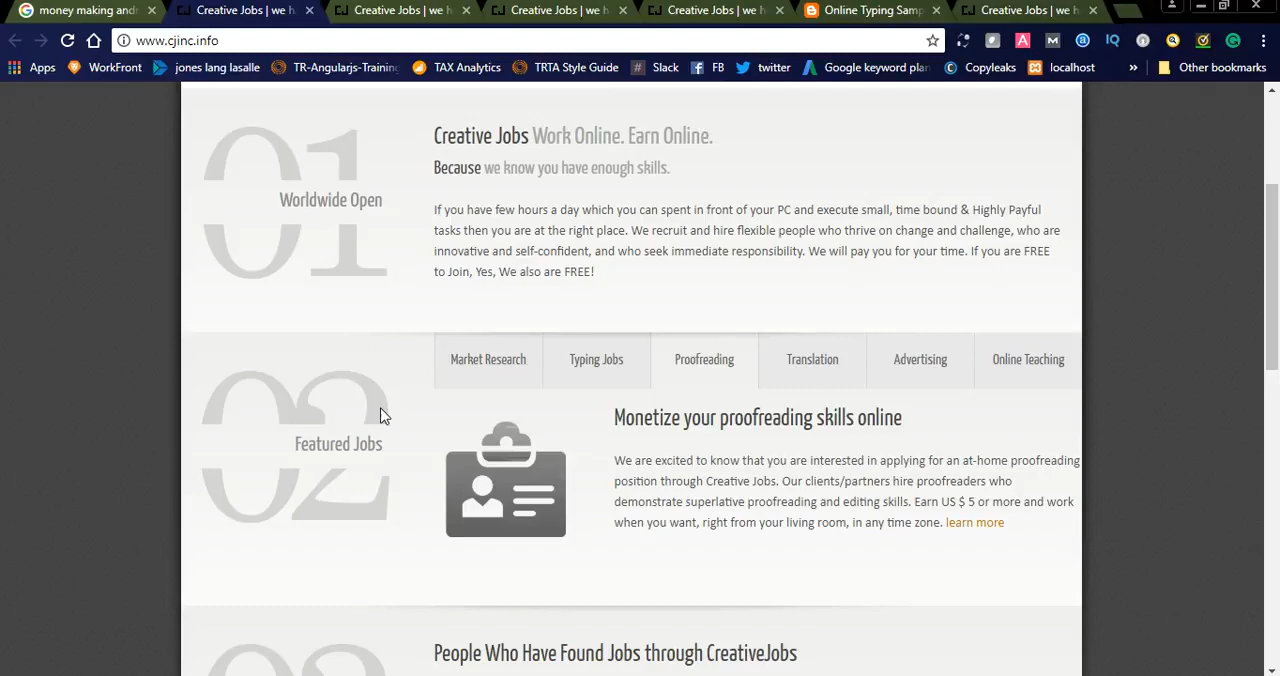 money making and
Creative Jobs | we h
Creative Jobs | we h
Creative Jobs | we h
Creative Jobs | we h
Online Typing Samp
Creative Jobs | we h
www.cjinc.info
Apps
WorkFront
jones lang lasalle
TR-Angularjs-Training
TAX Analytics
TRTA Style Guide
Slack
FB
twitter
Google keyword plan
Copyleaks
localhost
Other bookmarks
01
Worldwide Open
Creative Jobs Work Online. Earn Online.
Because we know you have enough skills.
If you have few hours a day which you can spent in front of your PC and execute small, time bound & Highly Payful
tasks then you are at the right place. We recruit and hire flexible people who thrive on change and challenge, who are
innovative and self-confident, and who seek immediate responsibility. We will pay you for your time. If you are FREE
to Join, Yes, We also are FREE!
02
Featured Jobs
Market Research
Typing Jobs
Proofreading
Translation
Advertising
Online Teaching
Monetize your proofreading skills online
We are excited to know that you are interested in applying for an at-home proofreading
position through Creative Jobs. Our clients/partners hire proofreaders who
demonstrate superlative proofreading and editing skills. Earn US $ 5 or more and work
when you want, right from your living room, in any time zone. learn more
People Who Have Found Jobs through CreativeJobs